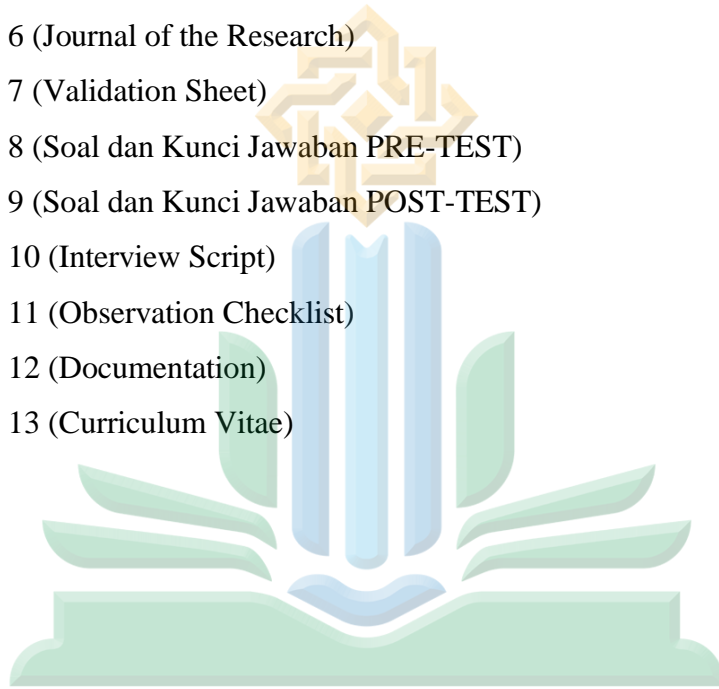 6 (Journal of the Research)
7 (Validation Sheet)
8 (Soal dan Kunci Jawaban PRE-TEST)
9 (Soal dan Kunci Jawaban POST-TEST)
10 (Interview Script)
11 (Observation Checklist)
12 (Documentation)
13 (Curriculum Vitae)